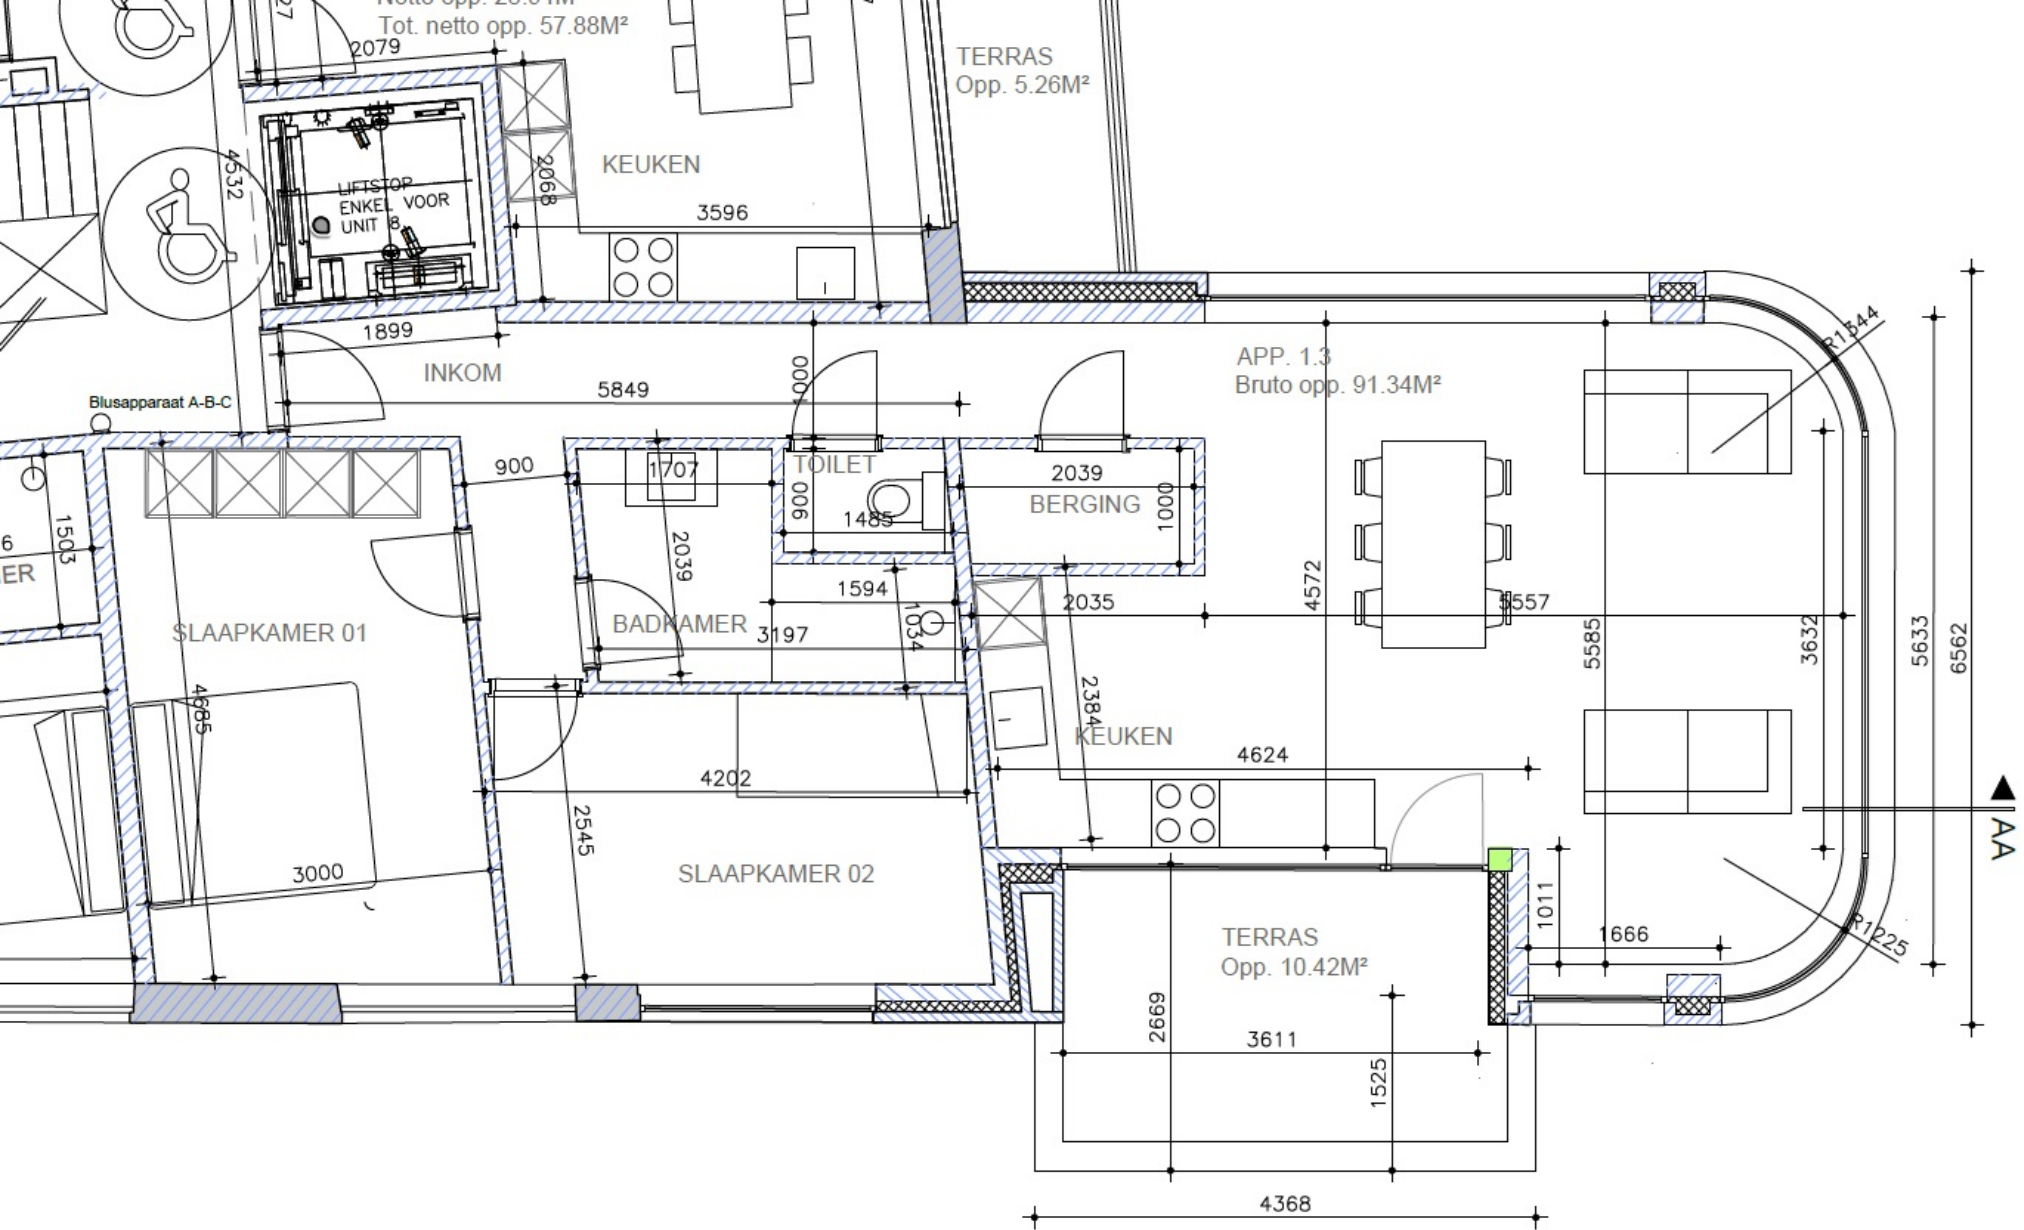 Tot. netto opp. 57.88M²
2079
TERRAS
Opp. 5.26M²
KEUKEN
4532
2068
LIFTSTOP
ENKEL VOOR
UNIT 8
3596
1899
INKOM
5849
1000
APP. 1.3
Bruto opp. 91.34M²
R1344
Blusapparaat A-B-C
900
1707
TOILET
900
1485
2039
BERGING
1000
1503
2039
1594
1034
2035
4572
5557
5585
3632
5633
6562
SLAAPKAMER 01
BADKAMER
3197
4685
2384
KEUKEN
4624
4202
2545
AA
3000
SLAAPKAMER 02
TERRAS
Opp. 10.42M²
1011
1666
R1225
2669
3611
1525
4368